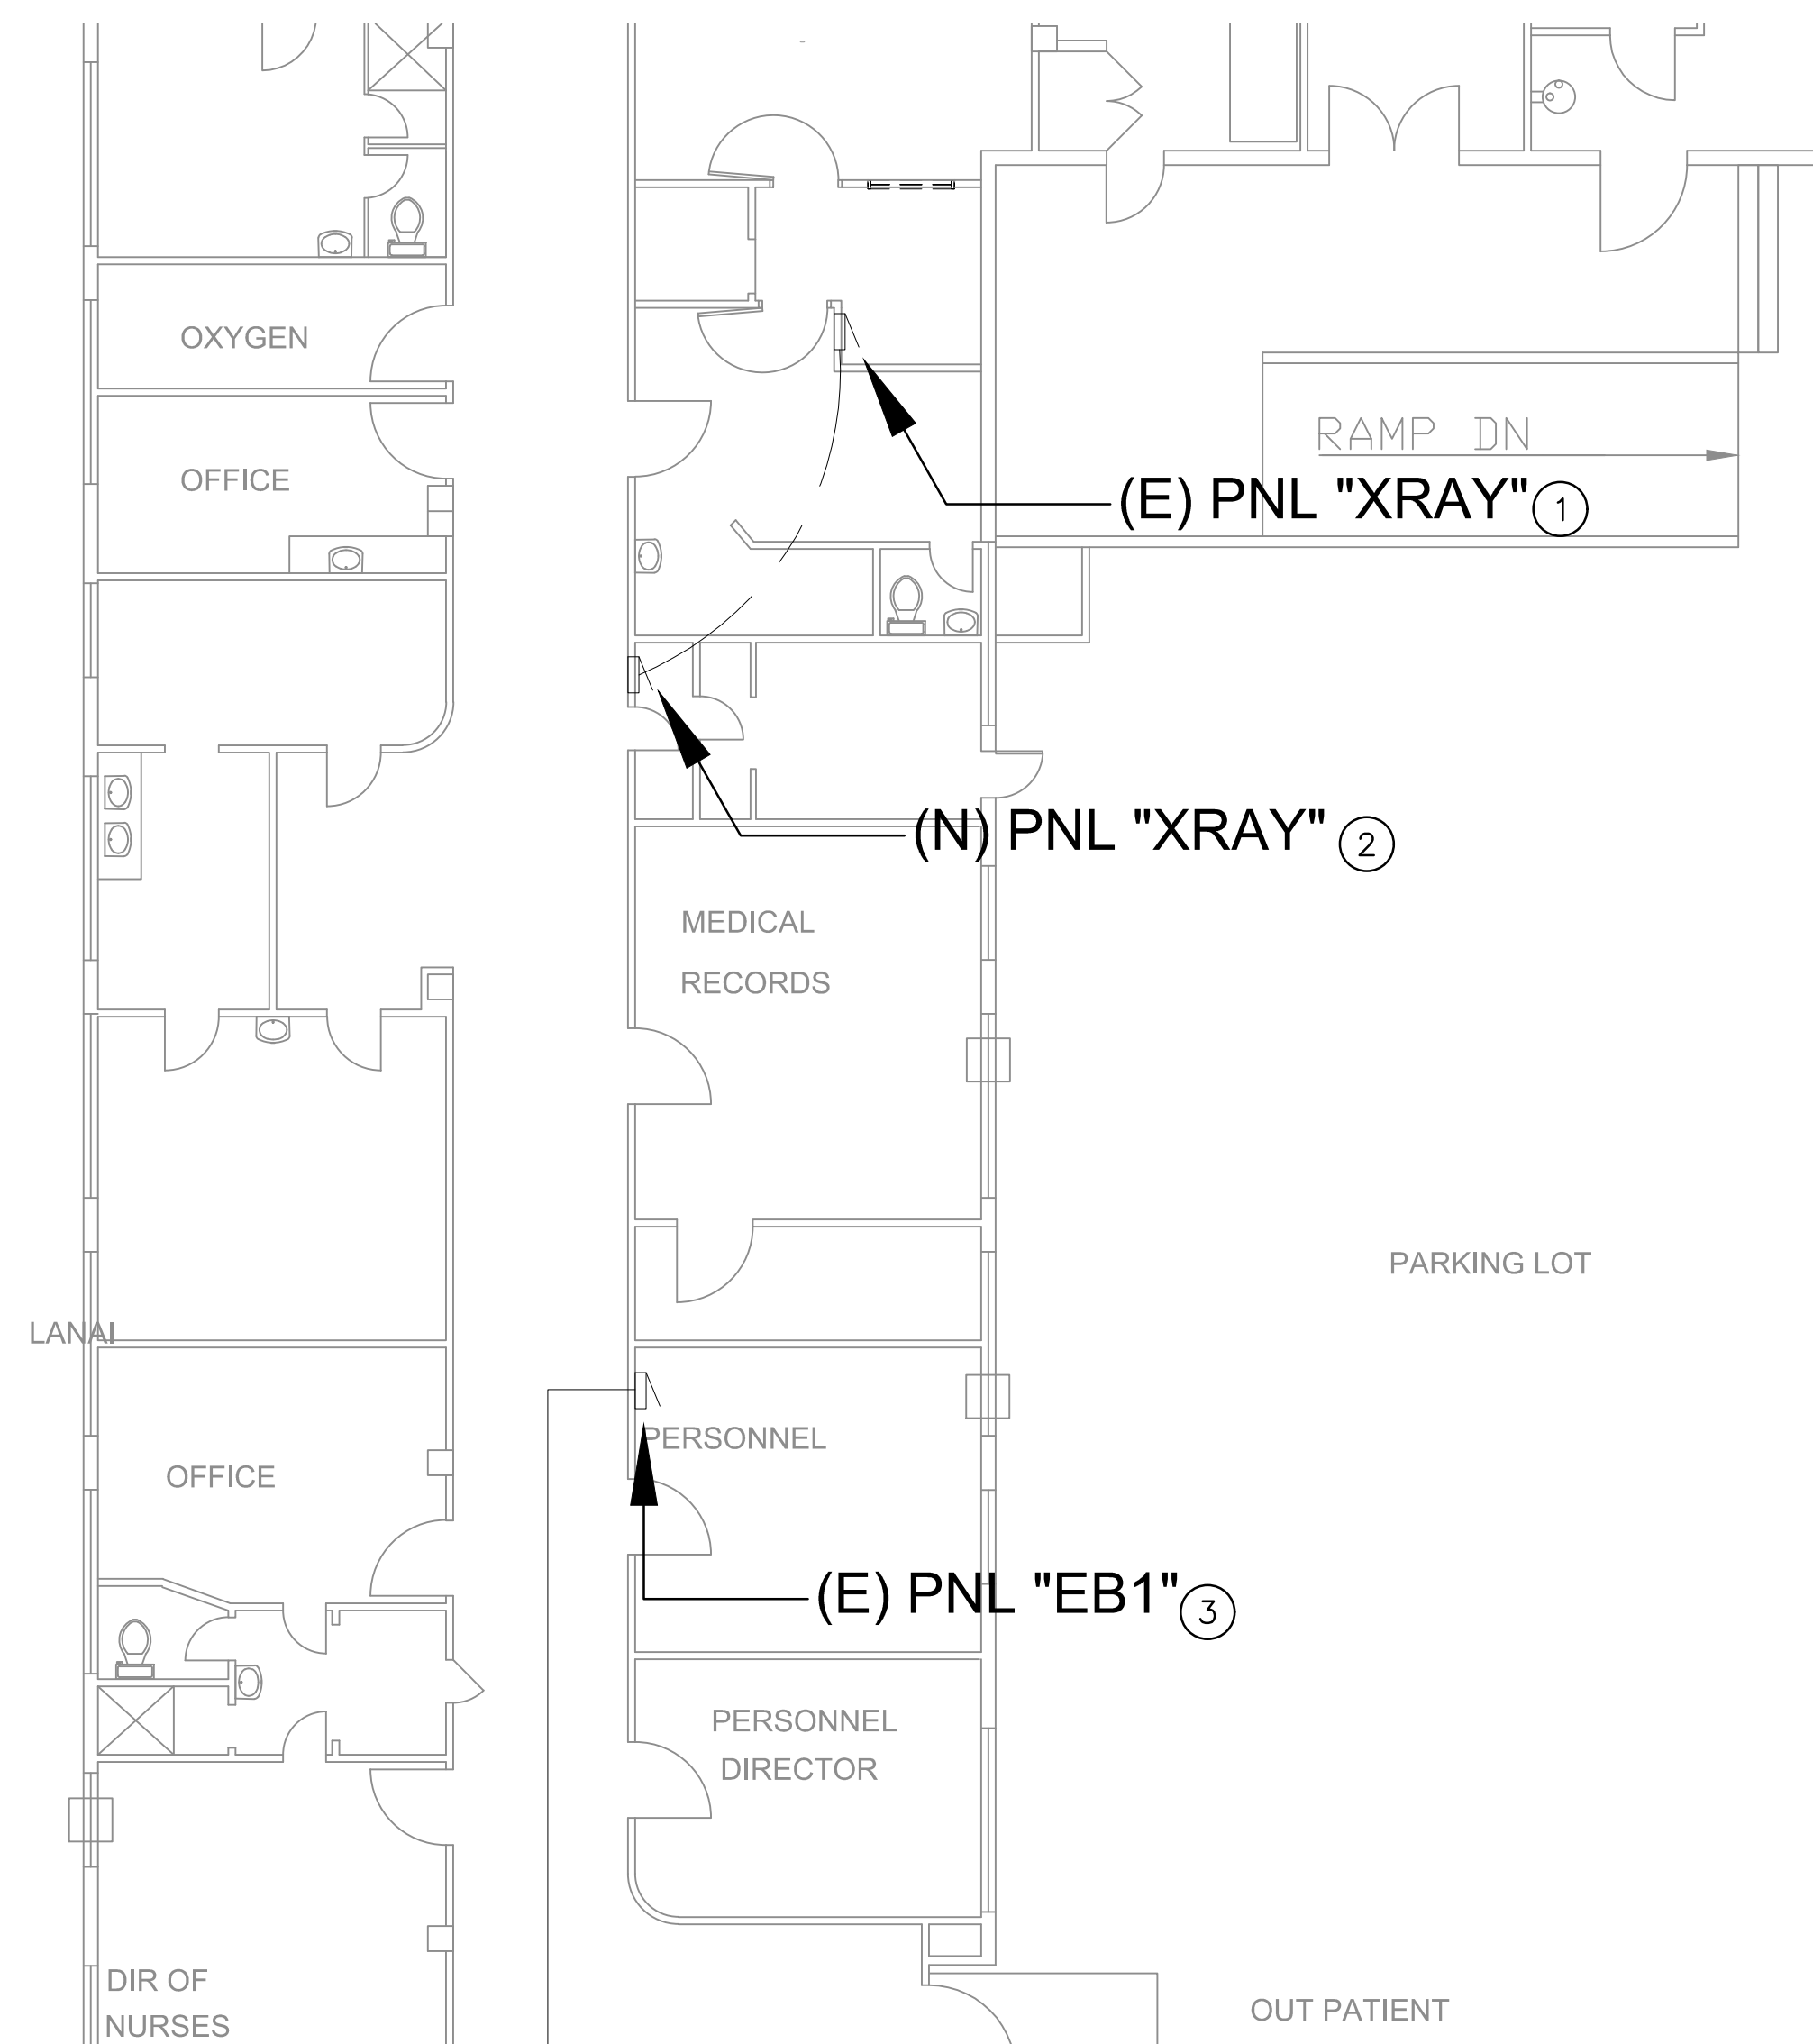 OXYGEN
OFFICE
RAMP DN
(E) PNL "XRAY" 1
(N) PNL "XRAY" 2
MEDICAL
RECORDS
PARKING LOT
LANAI
PERSONNEL
OFFICE
(E) PNL "EB1" 3
PERSONNEL
DIRECTOR
DIR OF
NURSES
OUT PATIENT